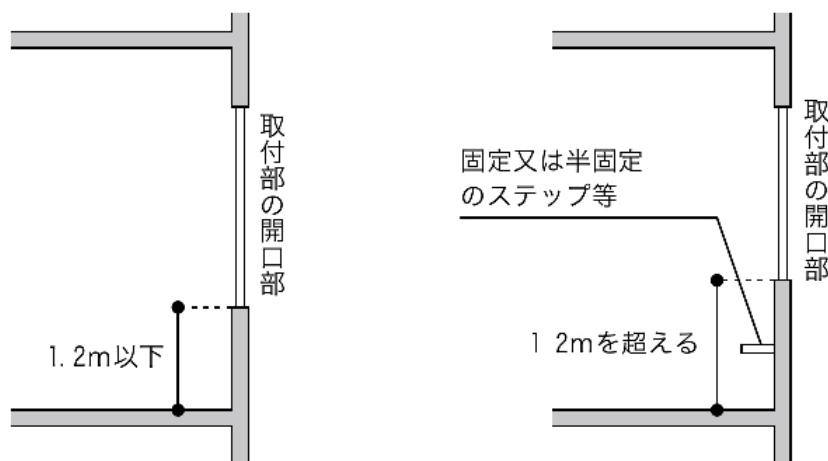 取付部の開口部
1.2m以下
固定又は半固定
のステップ等
1 2mを超える
取付部の開口部